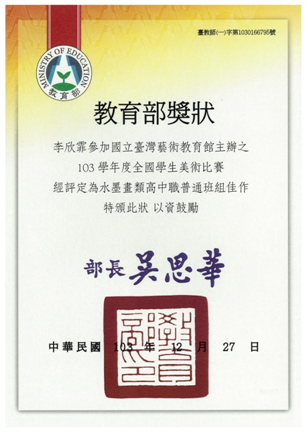 臺教師(一)字第1030166795號
MINISTRY OF EDUCATION
教育部
教育部獎狀
李欣霏參加國立臺灣藝術教育館主辦之
103學年度全國學生美術比賽
經評定為水墨畫類高中職普通班組佳作
特頒此狀 以資鼓勵
部長 吳思華
中華民國 103 年 12 月 27 日